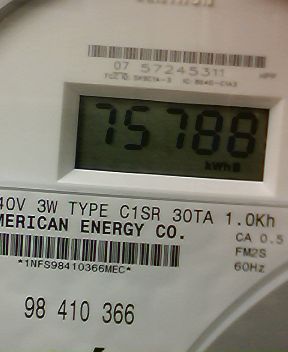 07 57245311
75788
kWh
40V 3W TYPE C1SR 30TA 1.0Kh
MERICAN ENERGY CO.
CA 0.5
*1NFS98410366MEC*
FM2S
60Hz
98 410 366